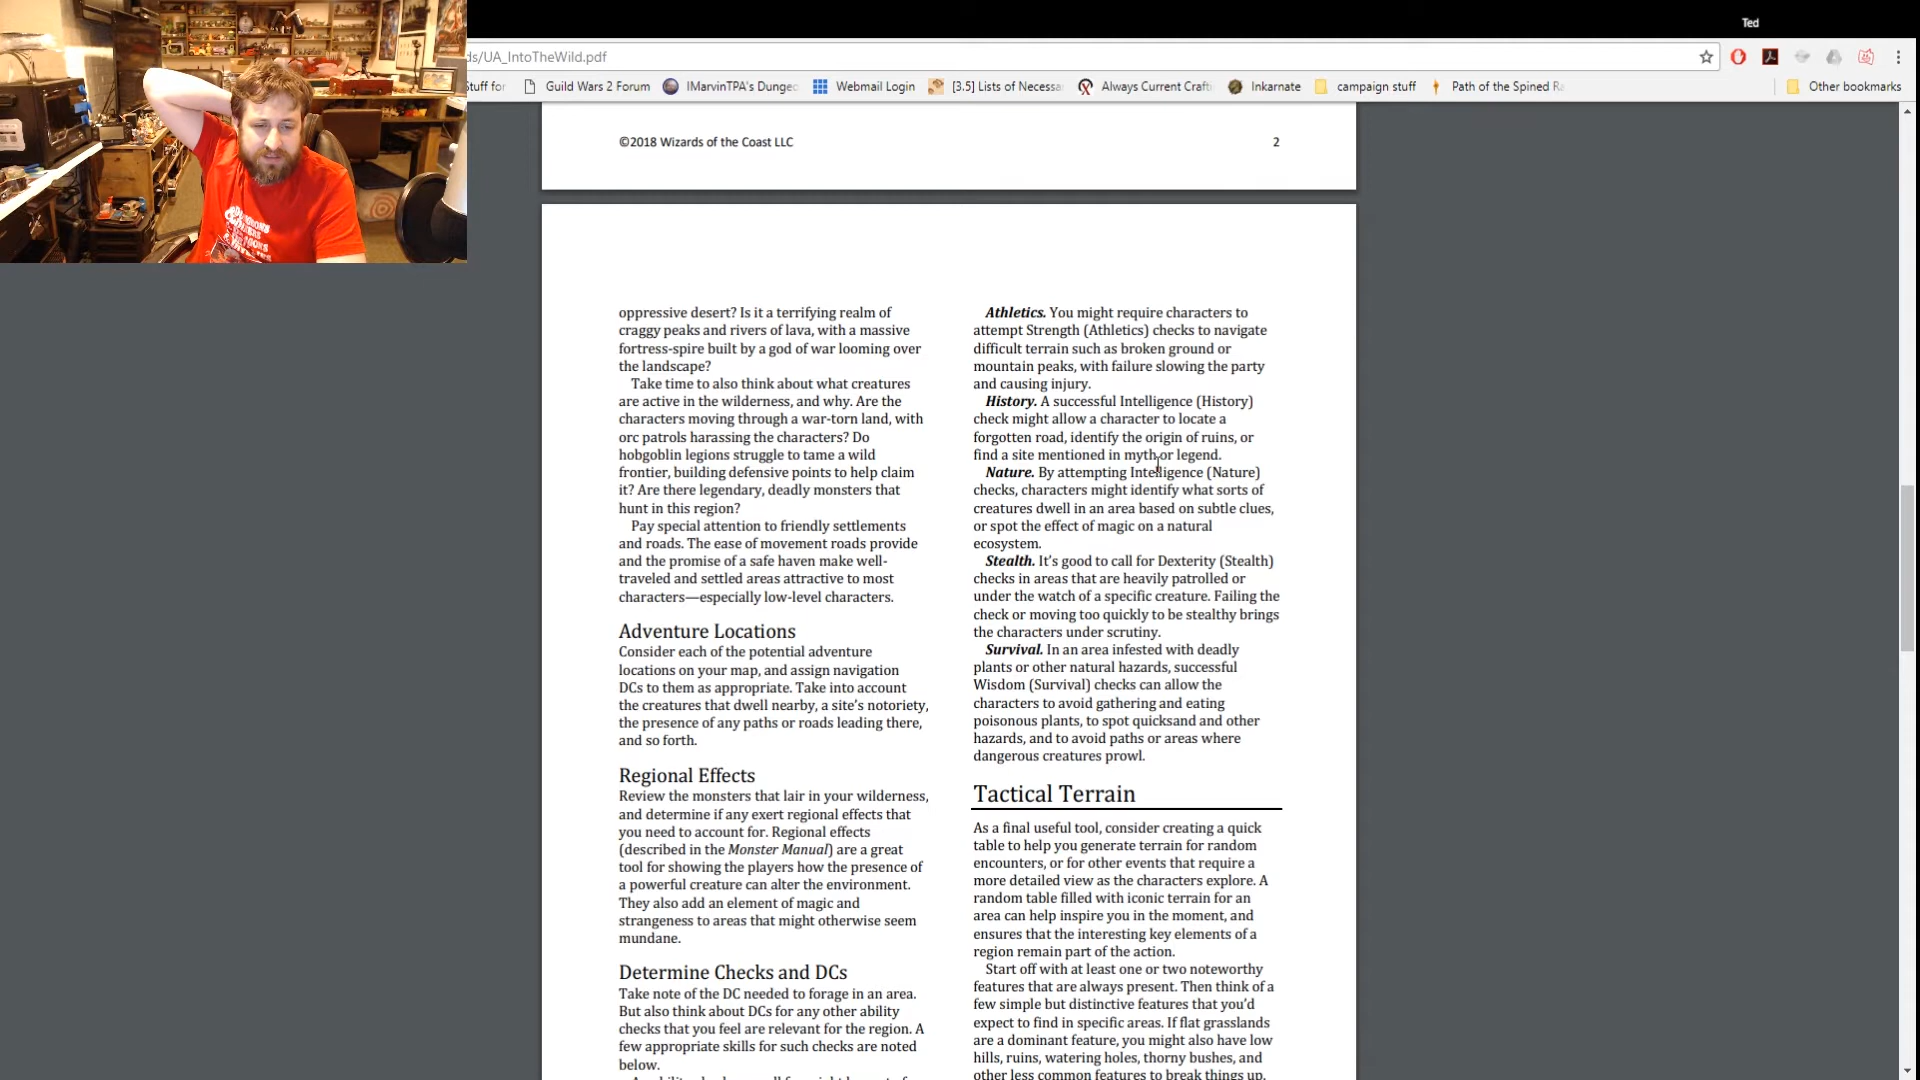 Ted
ds/UA_IntoTheWild.pdf
Stuff for
Guild Wars 2 Forum
IMarvinTPA's Dunge
Webmail Login
[3.5] Lists of Necessa
Always Current Crafti
Inkarnate
campaign stuff
Path of the Spined Ra
Other bookmarks
©2018 Wizards of the Coast LLC
2
oppressive desert? Is it a terrifying realm of
craggy peaks and rivers of lava, with a massive
fortress-spire built by a god of war looming over
the landscape?
Take time to also think about what creatures
are active in the wilderness, and why. Are the
characters moving through a war-torn land, with
orc patrols harassing the characters? Do
hobgoblin legions struggle to tame a wild
frontier, building defensive points to help claim
it? Are there legendary, deadly monsters that
hunt in this region?
Pay special attention to friendly settlements
and roads. The ease of movement roads provide
and the promise of a safe haven make well-
traveled and settled areas attractive to most
characters—especially low-level characters.
Adventure Locations
Consider each of the potential adventure
locations on your map, and assign navigation
DCs to them as appropriate. Take into account
the creatures that dwell nearby, a site's notoriety,
the presence of any paths or roads leading there,
and so forth.
Regional Effects
Review the monsters that lair in your wilderness,
and determine if any exert regional effects that
you need to account for. Regional effects
(described in the Monster Manual) are a great
tool for showing the players how the presence of
a powerful creature can alter the environment.
They also add an element of magic and
strangeness to areas that might otherwise seem
mundane.
Determine Checks and DCs
Take note of the DC needed to forage in an area.
But also think about DCs for any other ability
checks that you feel are relevant for the region. A
few appropriate skills for such checks are noted
below.
Athletics. You might require characters to
attempt Strength (Athletics) checks to navigate
difficult terrain such as broken ground or
mountain peaks, with failure slowing the party
and causing injury.
History. A successful Intelligence (History)
check might allow a character to locate a
forgotten road, identify the origin of ruins, or
find a site mentioned in myth or legend.
Nature. By attempting Intelligence (Nature)
checks, characters might identify what sorts of
creatures dwell in an area based on subtle clues,
or spot the effect of magic on a natural
ecosystem.
Stealth. It's good to call for Dexterity (Stealth)
checks in areas that are heavily patrolled or
under the watch of a specific creature. Failing the
check or moving too quickly to be stealthy brings
the characters under scrutiny.
Survival. In an area infested with deadly
plants or other natural hazards, successful
Wisdom (Survival) checks can allow the
characters to avoid gathering and eating
poisonous plants, to spot quicksand and other
hazards, and to avoid paths or areas where
dangerous creatures prowl.
Tactical Terrain
As a final useful tool, consider creating a quick
table to help you generate terrain for random
encounters, or for other events that require a
more detailed view as the characters explore. A
random table filled with iconic terrain for an
area can help inspire you in the moment, and
ensures that the interesting key elements of a
region remain part of the action.
Start off with at least one or two noteworthy
features that are always present. Then think of a
few simple but distinctive features that you'd
expect to find in specific areas. If flat grasslands
are a dominant feature, you might also have low
hills, ruins, watering holes, thorny bushes, and
other less common features to break things up.